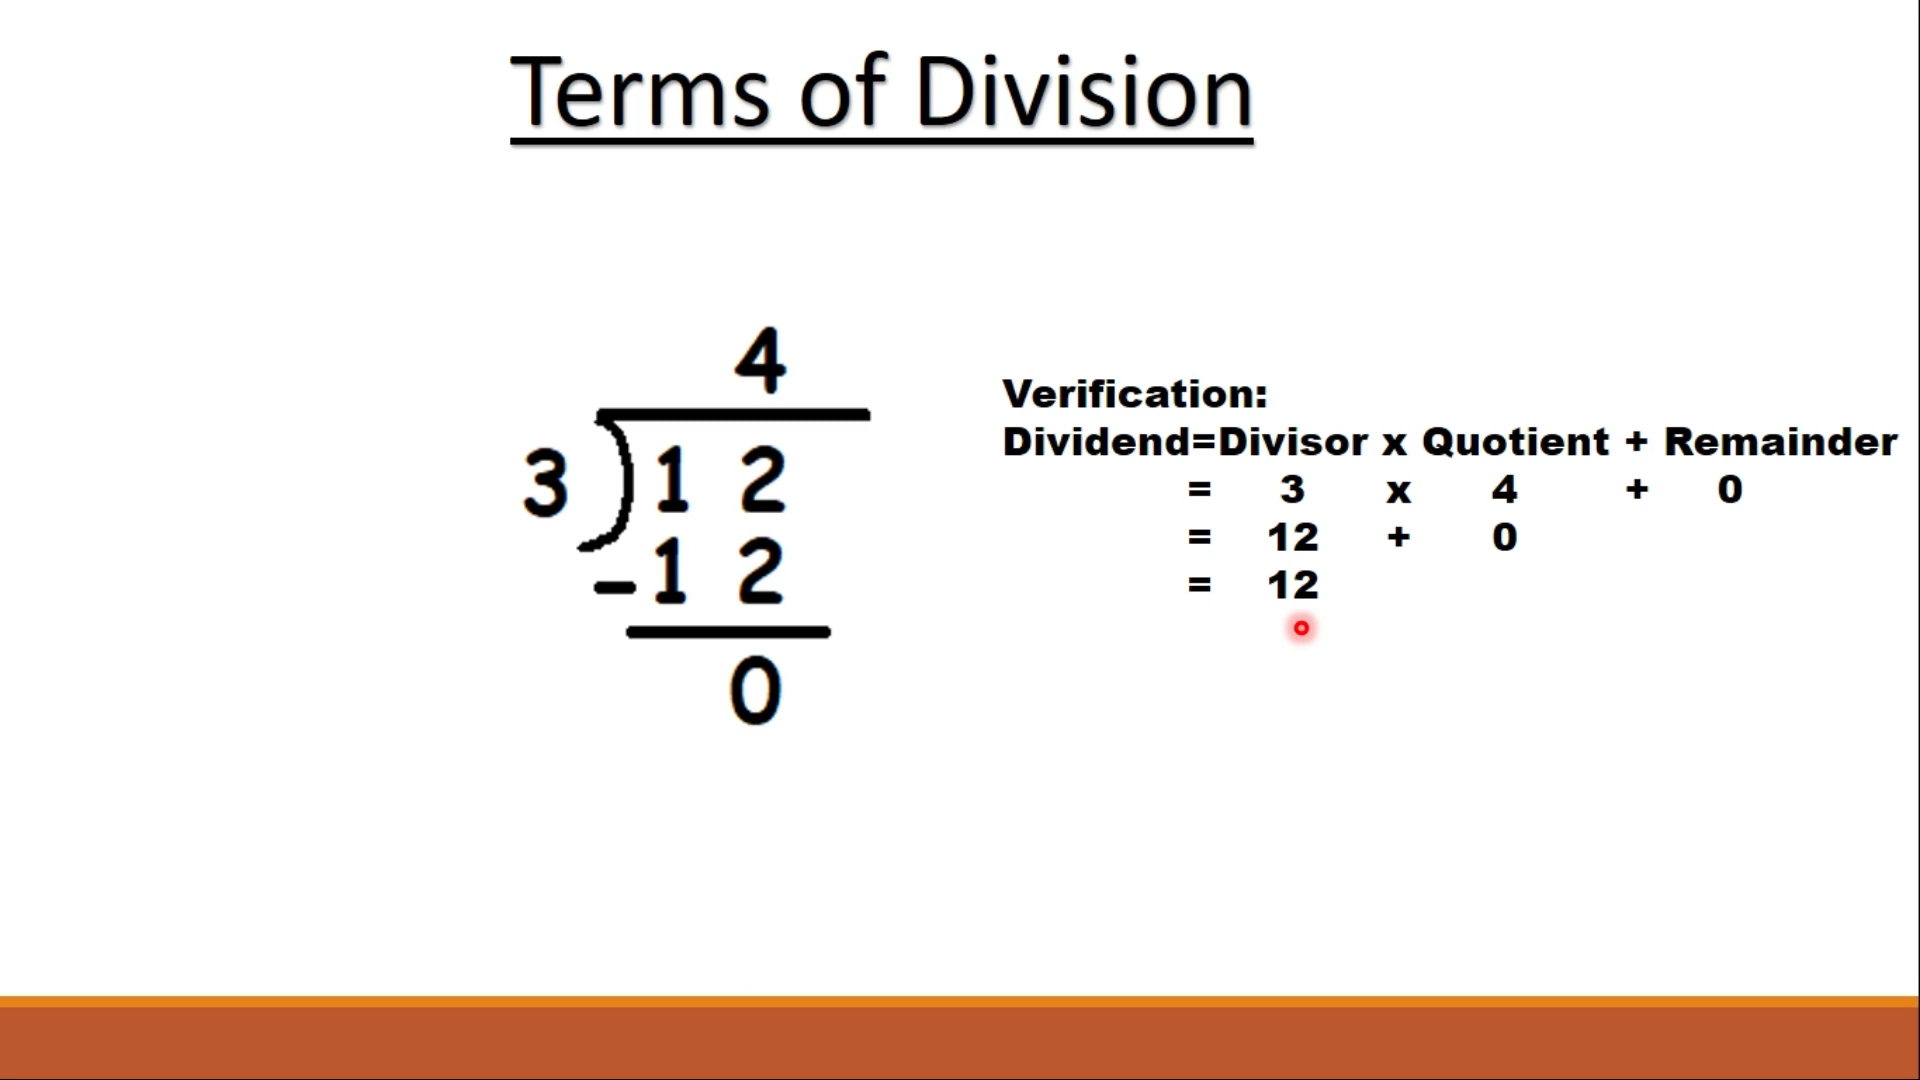 Terms of Division
4
3 ) 1 2
-1 2
0
Verification:
Dividend=Divisor x Quotient + Remainder
= 3 x 4 + 0
= 12 + 0
= 12